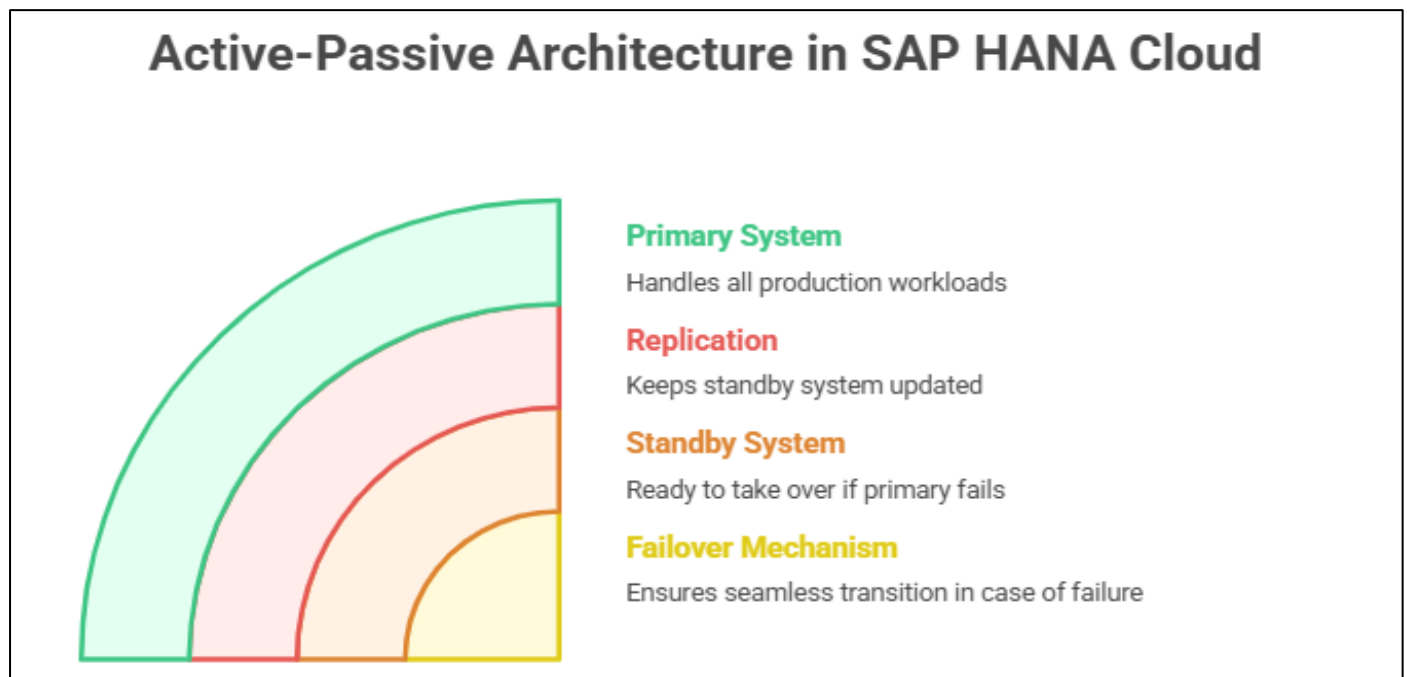 Active-Passive Architecture in SAP HANA Cloud
Primary System
Handles all production workloads
Replication
Keeps standby system updated
Standby System
Ready to take over if primary fails
Failover Mechanism
Ensures seamless transition in case of failure